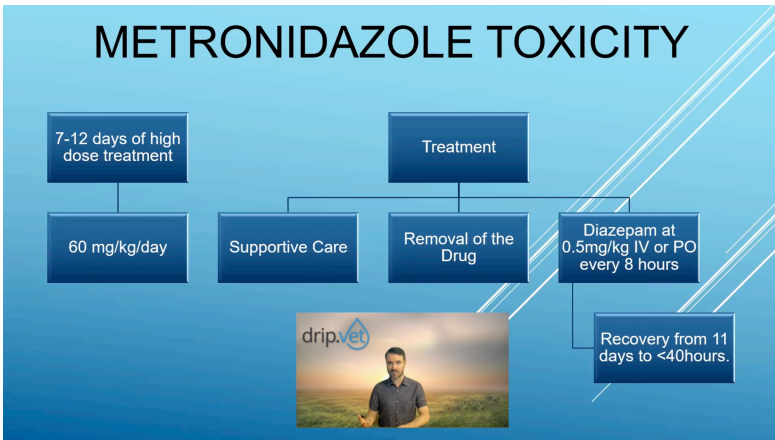 METRONIDAZOLE TOXICITY
7-12 days of high
dose treatment
60 mg/kg/day
Treatment
Supportive Care
Removal of the
Drug
Diazepam at
0.5mg/kg IV or PO
every 8 hours
Recovery from 11
days to <40hours.
drip.vet